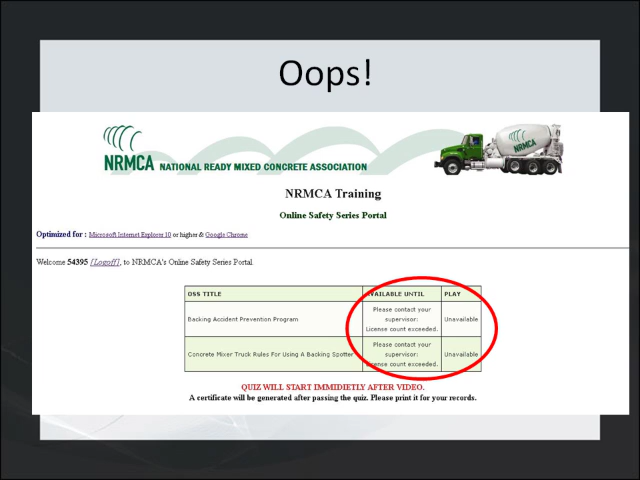 Oops!
NRMCA NATIONAL READY MIXED CONCRETE ASSOCIATION
NRMCA
NRMCA Training
Online Safety Series Portal
Optimized for : Microsoft Internet Explorer 10 or higher & Google Chrome
Welcome 54395 [Logoff], to NRMCA's Online Safety Series Portal.
OSS TITLE AVAILABLE UNTIL PLAY
Please contact your
Backing Accident Prevention Program supervisor: Unavailable
License count exceeded.
Please contact your
Concrete Mixer Truck Rules For Using A Backing Spotter supervisor: Unavailable
License count exceeded.
QUIZ WILL START IMMIDIETLY AFTER VIDEO.
A certificate will be generated after passing the quiz. Please print it for your records.